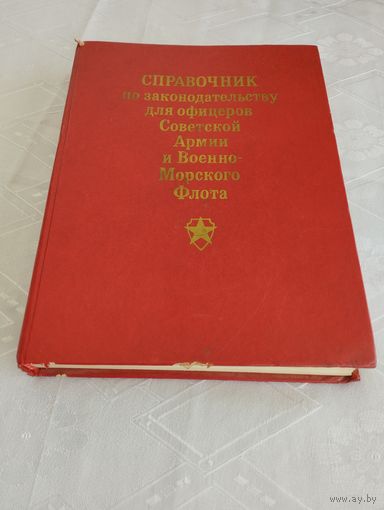 СПРАВОЧНИК
по законодательству
для офицеров
Советской
Армии
и Военно-
Морского
Флота
www.ay.by